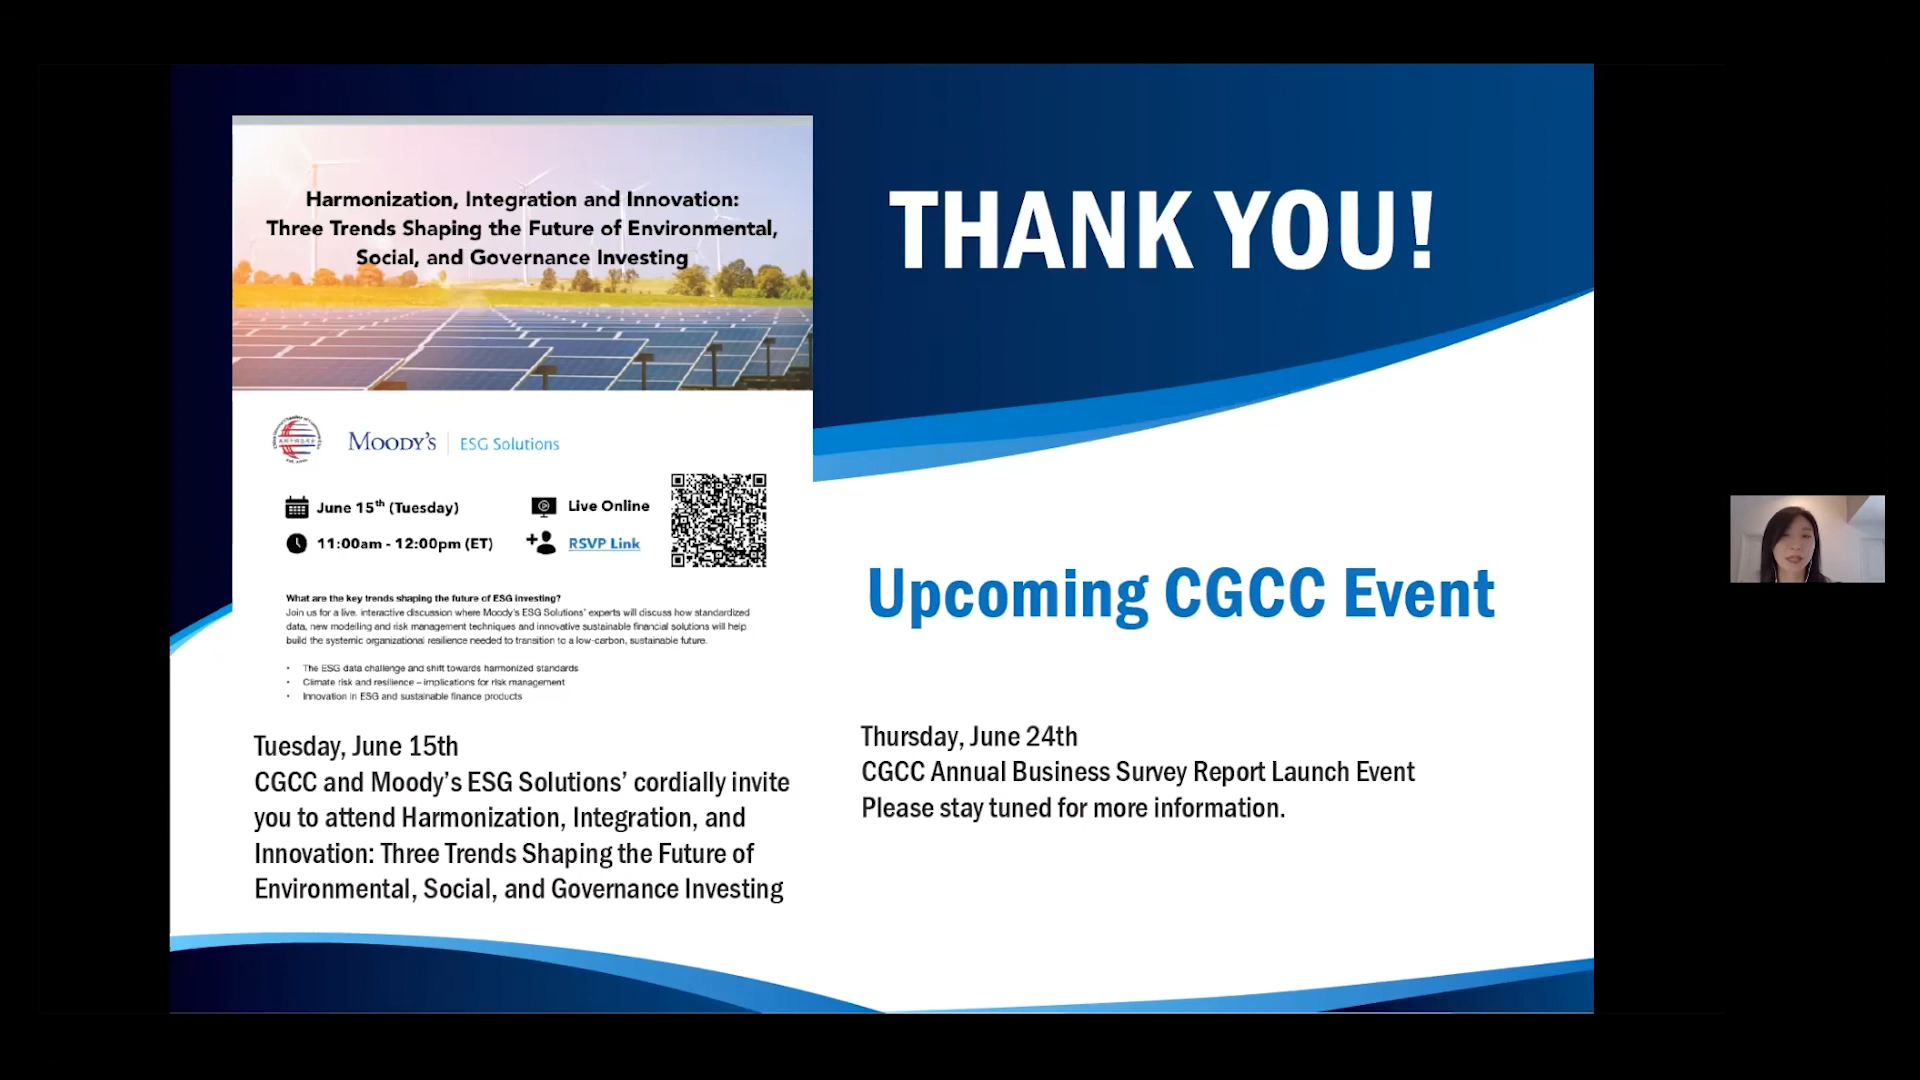 Harmonization, Integration and Innovation:
Three Trends Shaping the Future of Environmental,
Social, and Governance Investing
MOODY'S | ESG Solutions
June 15th (Tuesday)
Live Online
11:00am - 12:00pm (ET)
RSVP Link
What are the key trends shaping the future of ESG investing?
Join us for a live, interactive discussion where Moody's ESG Solutions' experts will discuss how standardized
data, new modelling and risk management techniques and innovative sustainable financial solutions will help
build the systemic organizational resilience needed to transition to a low-carbon, sustainable future.
• The ESG data challenge and shift towards harmonized standards
• Climate risk and resilience – implications for risk management
• Innovation in ESG and sustainable finance products
Tuesday, June 15th
CGCC and Moody's ESG Solutions' cordially invite
you to attend Harmonization, Integration, and
Innovation: Three Trends Shaping the Future of
Environmental, Social, and Governance Investing
THANK YOU!
Upcoming CGCC Event
Thursday, June 24th
CGCC Annual Business Survey Report Launch Event
Please stay tuned for more information.